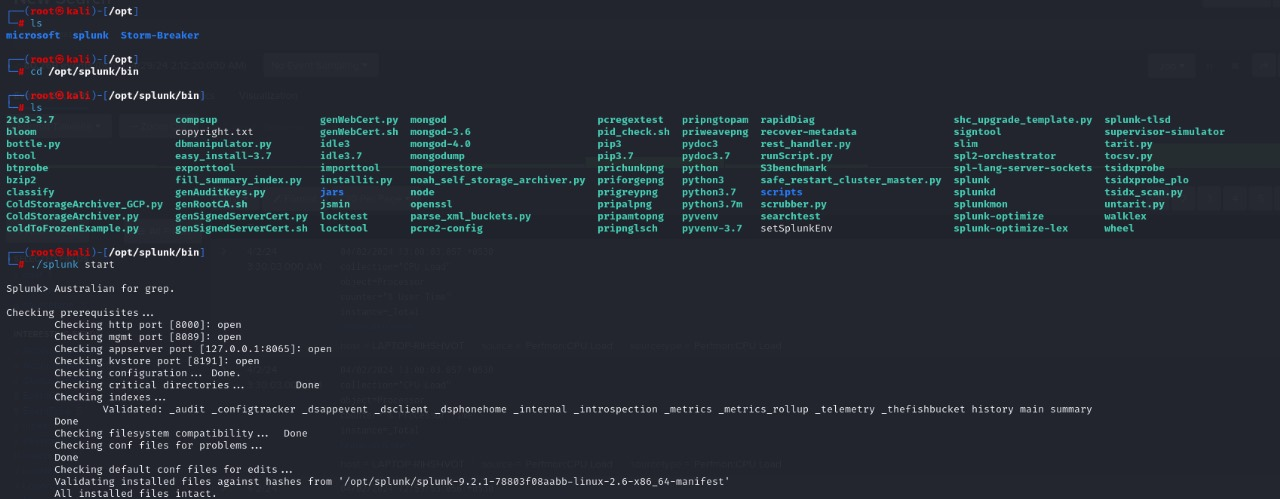 ┌──(root㉿kali)-[/opt]
└─# ls
microsoft  splunk  Storm-Breaker
┌──(root㉿kali)-[/opt]
└─# cd /opt/splunk/bin
┌──(root㉿kali)-[/opt/splunk/bin]
└─# ls
2to3-3.7  compsup  genWebCert.py  mongod  pcregextest  pripngtopam  rapidDiag  shc_upgrade_template.py  splunk-tlsd
bloom  copyright.txt  genWebCert.sh  mongod-3.6  pid_check.sh  priweavepng  recover-metadata  signtool  supervisor-simulator
bottle.py  dbmanipulator.py  idle3  mongod-4.0  pip3  pydoc3  rest_handler.py  slim  tarit.py
btool  easy_install-3.7  idle3.7  mongodump  pip3.7  pydoc3.7  runScript.py  spl2-orchestrator  tocsv.py
btprobe  exporttool  importtool  mongorestore  prichunkpng  python  S3benchmark  spl-lang-server-sockets  tsidxprobe
bzip2  fill_summary_index.py  installit.py  noah_self_storage_archiver.py  priforgepng  python3  safe_restart_cluster_master.py  splunk  tsidxprobe_plo
classify  genAuditKeys.py  jars  node  prigreypng  python3.7  scripts  splunkd  tsidx_scan.py
ColdStorageArchiver_GCP.py  genRootCA.sh  jsmin  openssl  pripalpng  python3.7m  scrubber.py  splunkmon  untarit.py
ColdStorageArchiver.py  genSignedServerCert.py  locktest  parse_xml_buckets.py  pripamtopng  pyvenv  searchtest  splunk-optimize  walklex
coldToFrozenExample.py  genSignedServerCert.sh  locktool  pcre2-config  pripnglsch  pyvenv-3.7  setSplunkEnv  splunk-optimize-lex  wheel
┌──(root㉿kali)-[/opt/splunk/bin]
└─# ./splunk start
Splunk> Australian for grep.
Checking prerequisites...
Checking http port [8000]: open
Checking mgmt port [8089]: open
Checking appserver port [127.0.0.1:8065]: open
Checking kvstore port [8191]: open
Checking configuration... Done.
Checking critical directories...        Done
Checking indexes...
Validated: _audit _configtracker _dsappevent _dsclient _dsphonehome _internal _introspection _metrics _metrics_rollup _telemetry _thefishbucket history main summary
Done
Checking filesystem compatibility...  Done
Checking conf files for problems...
Done
Checking default conf files for edits...
Validating installed files against hashes from '/opt/splunk/splunk-9.2.1-78803f08aabb-linux-2.6-x86_64-manifest'
All installed files intact.